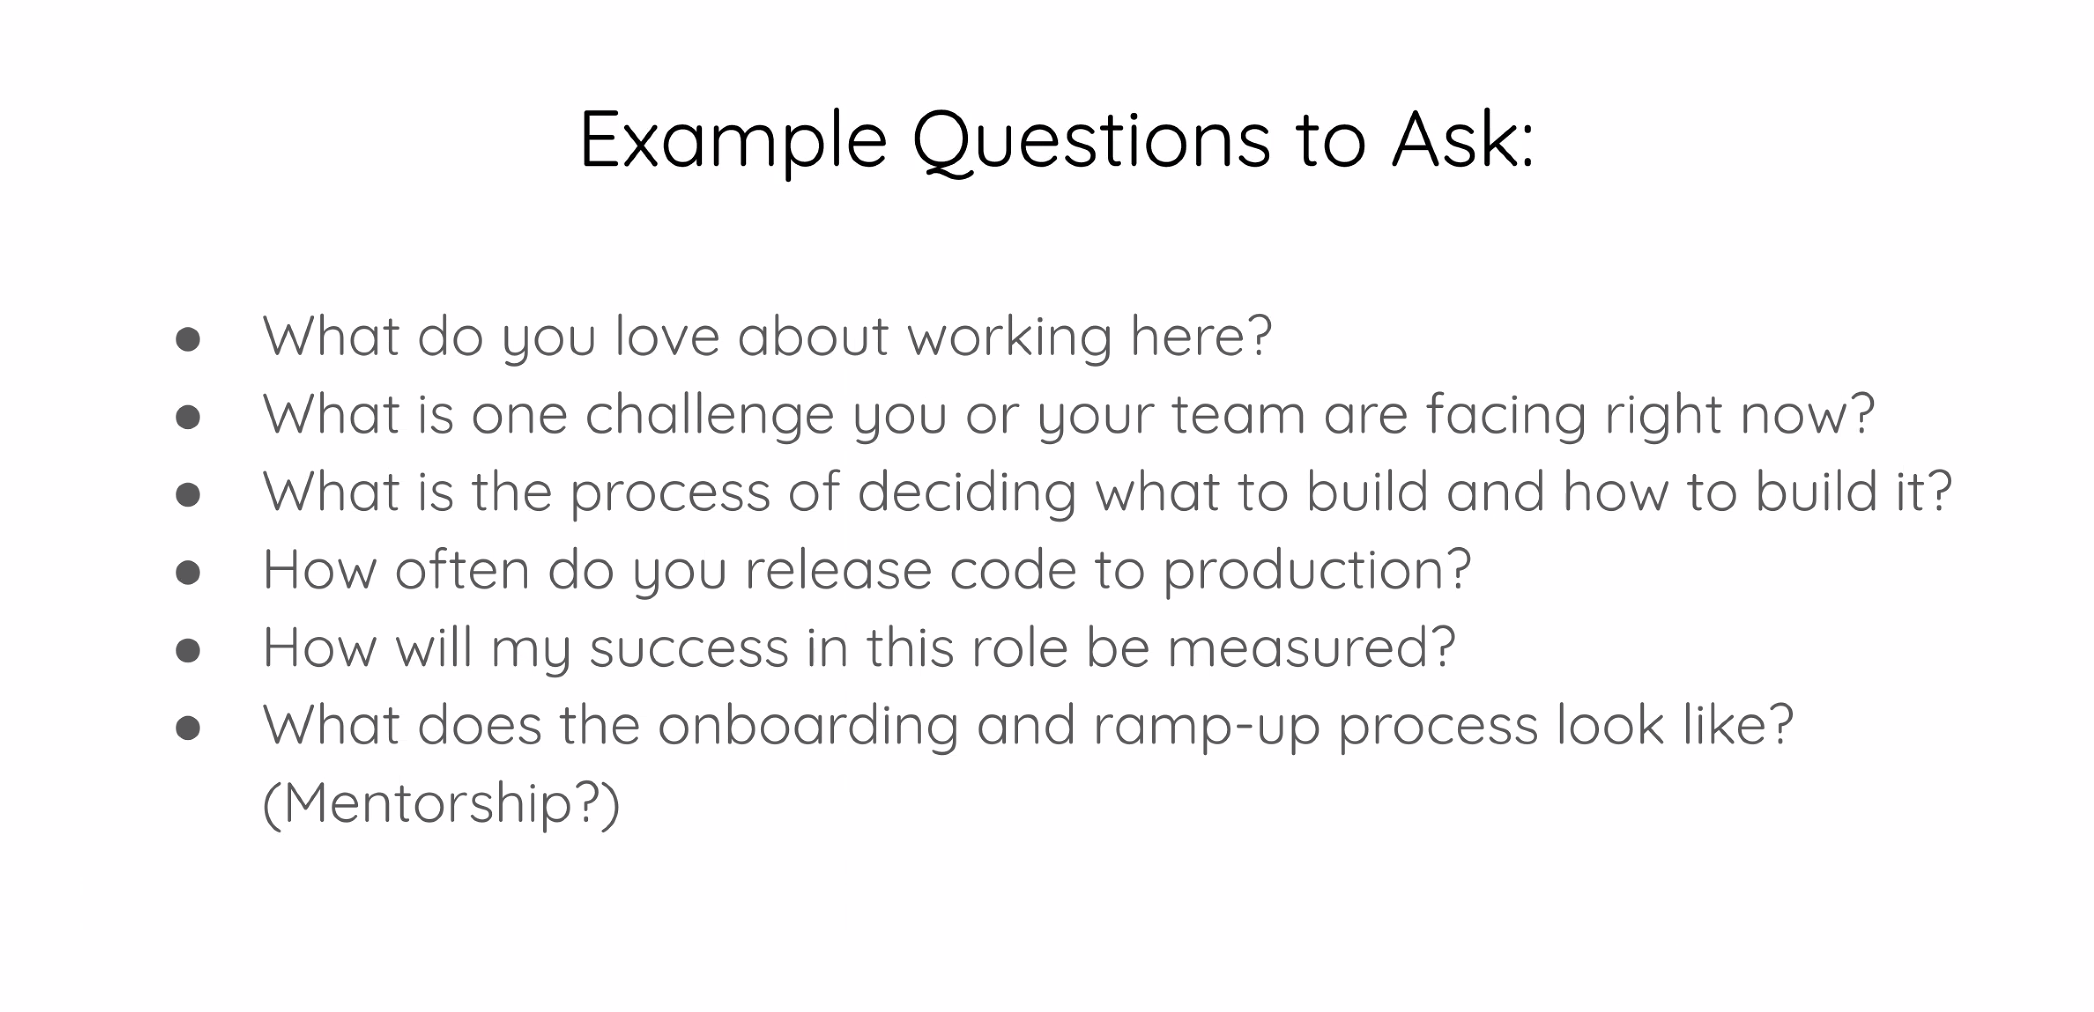 Example Questions to Ask:
● What do you love about working here?
● What is one challenge you or your team are facing right now?
● What is the process of deciding what to build and how to build it?
● How often do you release code to production?
● How will my success in this role be measured?
● What does the onboarding and ramp-up process look like?
(Mentorship?)